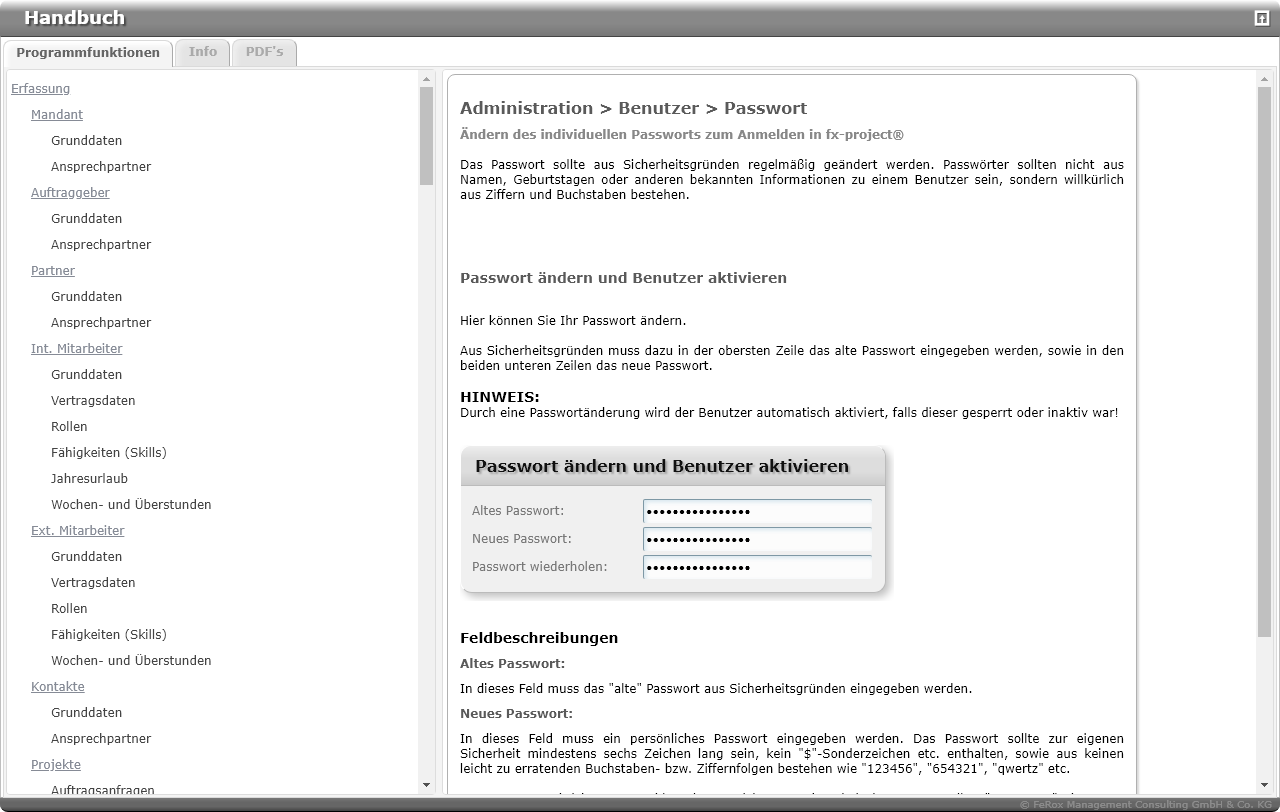 Handbuch
Programmfunktionen
Info
PDF's
Erfassung
Mandant
Grunddaten
Ansprechpartner
Auftraggeber
Grunddaten
Ansprechpartner
Partner
Grunddaten
Ansprechpartner
Int. Mitarbeiter
Grunddaten
Vertragsdaten
Rollen
Fähigkeiten (Skills)
Jahresurlaub
Wochen- und Überstunden
Ext. Mitarbeiter
Grunddaten
Vertragsdaten
Rollen
Fähigkeiten (Skills)
Wochen- und Überstunden
Kontakte
Grunddaten
Ansprechpartner
Projekte
Auftragsanfragen
Administration > Benutzer > Passwort
Ändern des individuellen Passworts zum Anmelden in fx-project®
Das Passwort sollte aus Sicherheitsgründen regelmäßig geändert werden. Passwörter sollten nicht aus
Namen, Geburtstagen oder anderen bekannten Informationen zu einem Benutzer sein, sondern willkürlich
aus Ziffern und Buchstaben bestehen.
Passwort ändern und Benutzer aktivieren
Hier können Sie Ihr Passwort ändern.
Aus Sicherheitsgründen muss dazu in der obersten Zeile das alte Passwort eingegeben werden, sowie in den
beiden unteren Zeilen das neue Passwort.
HINWEIS:
Durch eine Passwortänderung wird der Benutzer automatisch aktiviert, falls dieser gesperrt oder inaktiv war!
Passwort ändern und Benutzer aktivieren
Altes Passwort: ••••••••••••••••
Neues Passwort: ••••••••••••••••
Passwort wiederholen: ••••••••••••••••
Feldbeschreibungen
Altes Passwort:
In dieses Feld muss das "alte" Passwort aus Sicherheitsgründen eingegeben werden.
Neues Passwort:
In dieses Feld muss ein persönliches Passwort eingegeben werden. Das Passwort sollte zur eigenen
Sicherheit mindestens sechs Zeichen lang sein, kein "$"-Sonderzeichen etc. enthalten, sowie aus keinen
leicht zu erratenden Buchstaben- bzw. Ziffernfolgen bestehen wie "123456", "654321", "qwertz" etc.
© FeRox Management Consulting GmbH & Co. KG